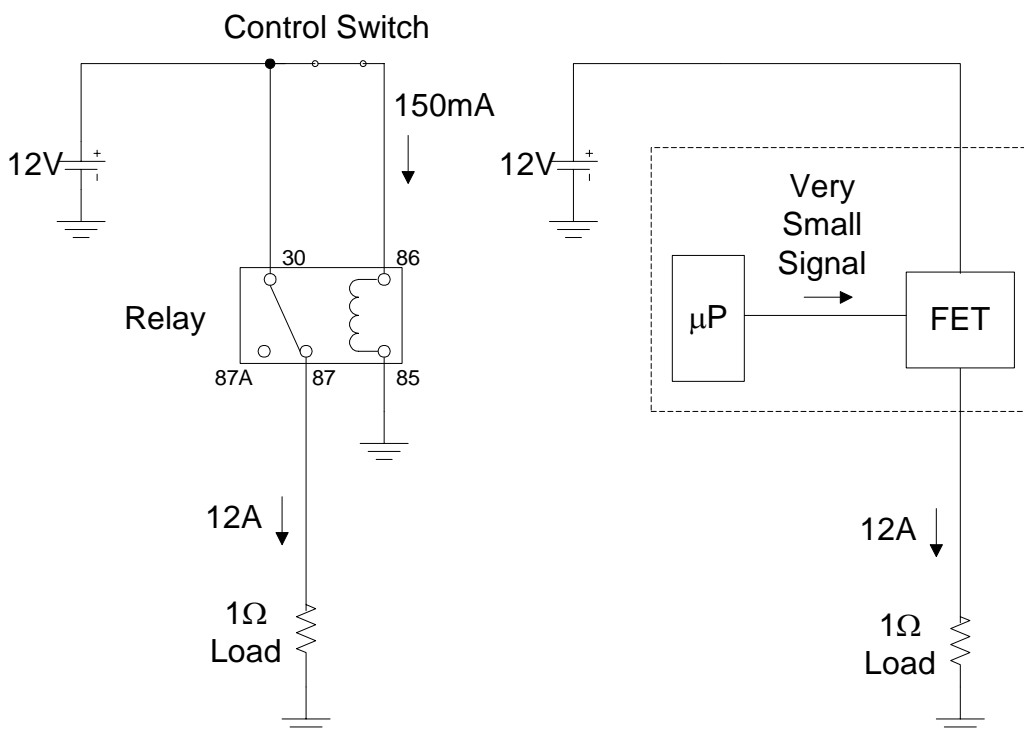 Control Switch
150mA
12V
+
-
30
86
Relay
87A
87
85
12A
1Ω
Load
12V
+
-
Very
Small
Signal
μP
FET
12A
1Ω
Load